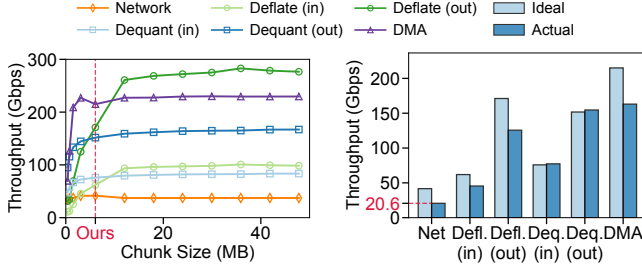 Network
Deflate (in)
Deflate (out)
Dequant (in)
Dequant (out)
DMA
Ideal
Actual
Throughput (Gbps)
300
200
100
0
0
Ours
20
40
Chunk Size (MB)
Throughput (Gbps)
200
150
100
50
20.6
0
Net
Defl. (in)
Defl. (out)
Deq. (in)
Deq. (out)
DMA